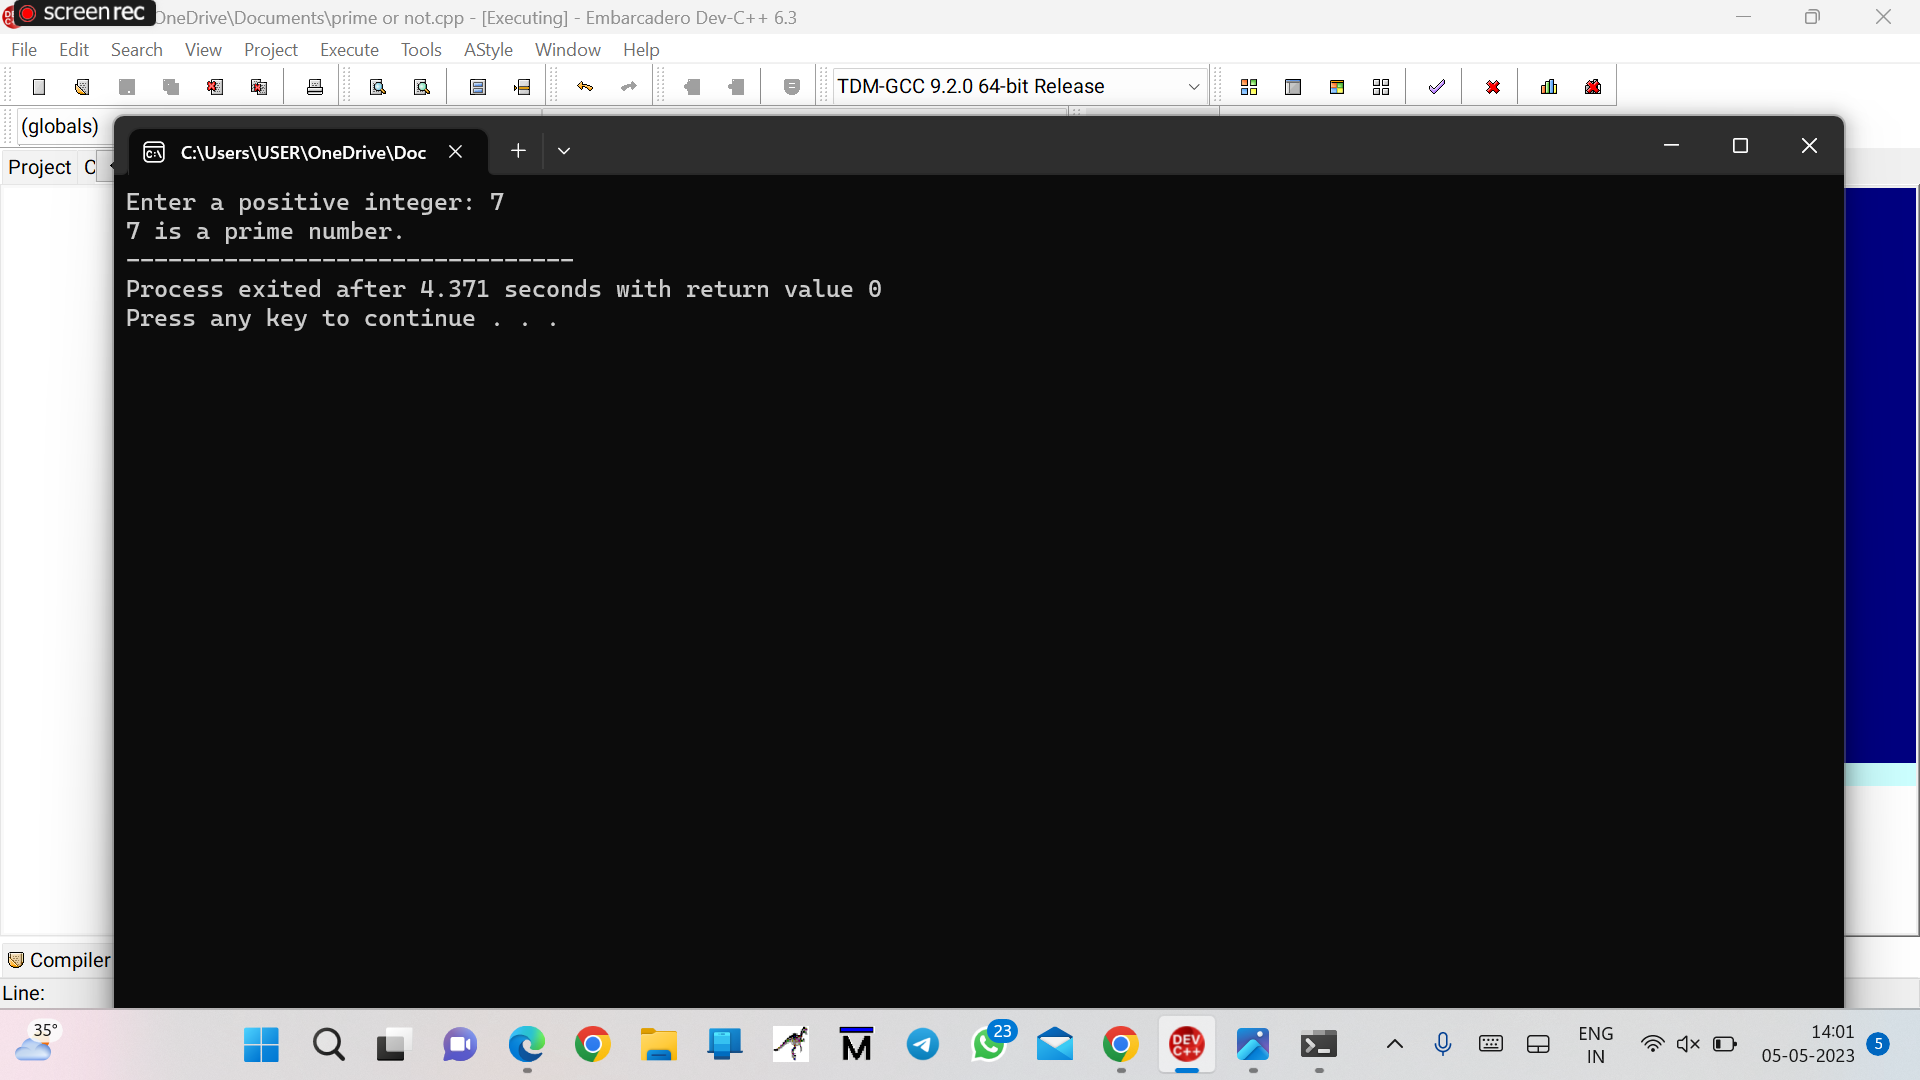 screenrec
OneDrive\Documents\prime or not.cpp - [Executing] - Embarcadero Dev-C++ 6.3
File Edit Search View Project Execute Tools AStyle Window Help
TDM-GCC 9.2.0 64-bit Release
(globals)
C:\Users\USER\OneDrive\Doc
Project C
Enter a positive integer: 7
7 is a prime number.
--------------------------------
Process exited after 4.371 seconds with return value 0
Press any key to continue . . .
Compiler
Line:
35°
M
23
DEV
C++
ENG
IN
14:01
05-05-2023
5